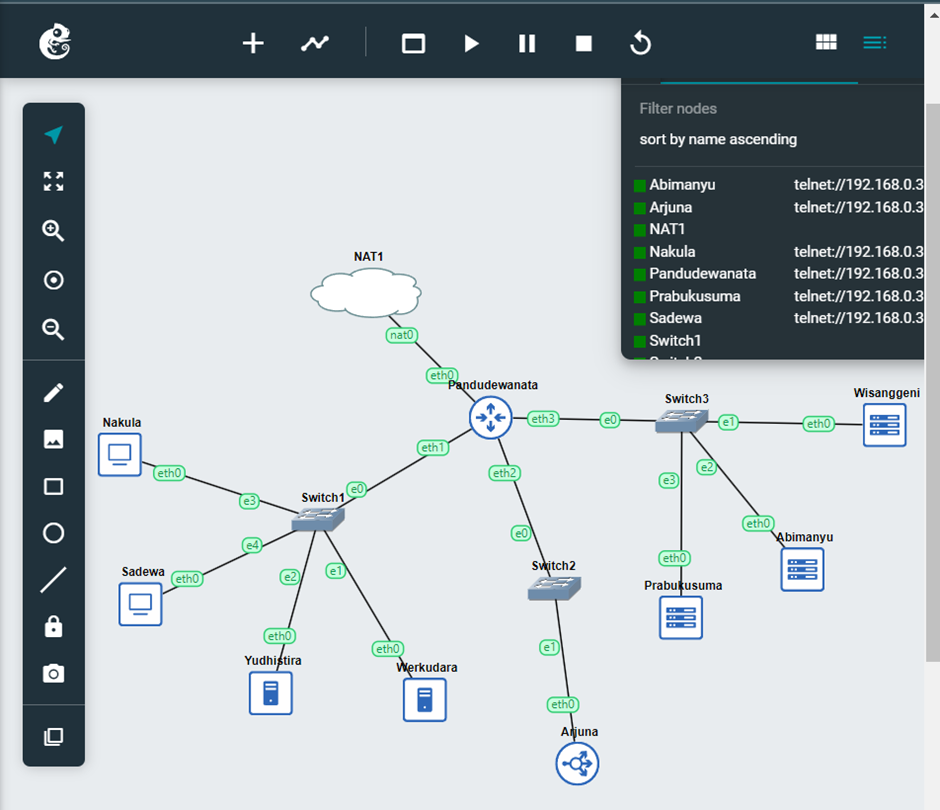 Filter nodes
sort by name ascending
Abimanyu telnet://192.168.0.3
Arjuna telnet://192.168.0.3
NAT1
Nakula telnet://192.168.0.3
Pandudewanata telnet://192.168.0.3
Prabukusuma telnet://192.168.0.3
Sadewa telnet://192.168.0.3
Switch1
NAT1
nat0
eth0
Pandudewanata
eth3
e0
Switch3
e1
eth0
Wisanggeni
Nakula
eth0
e3
Switch1
e0
eth1
eth2
e3
e2
e4
e0
eth0
Abimanyu
Sadewa
eth0
e2
e1
Switch2
eth0
Prabukusuma
eth0
Yudhistira
eth0
Werkudara
e1
eth0
Arjuna